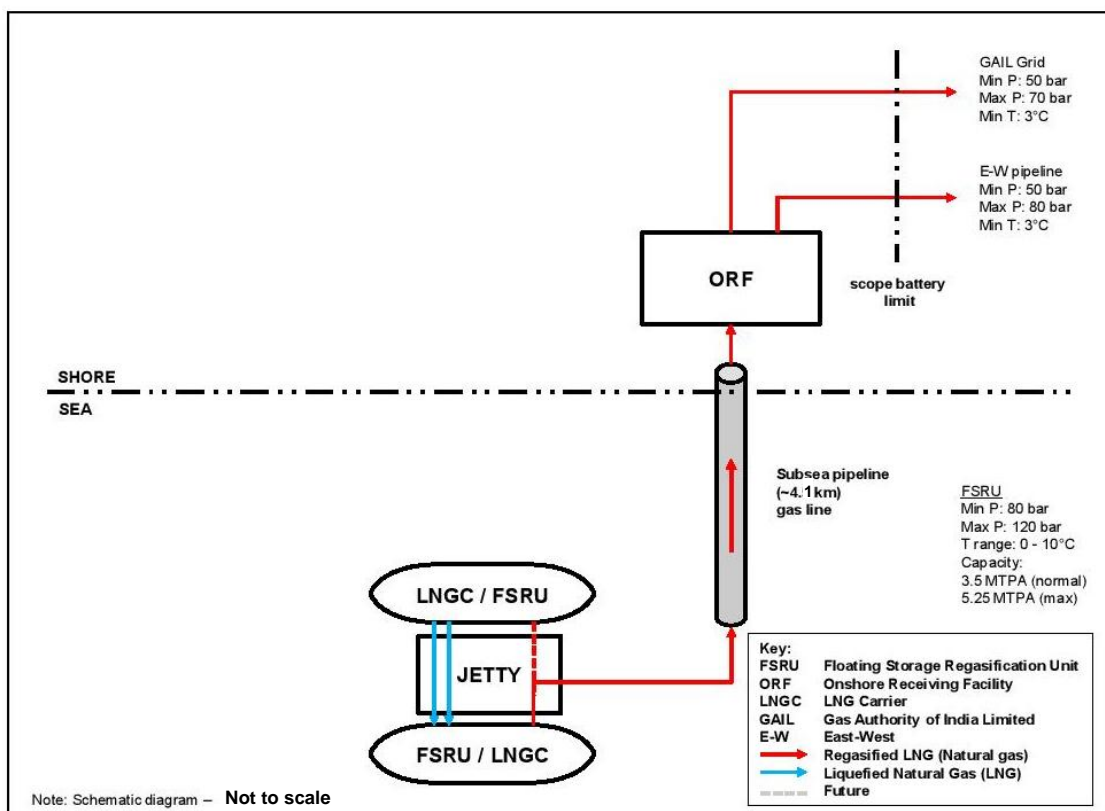 GAIL Grid
Min P: 50 bar
Max P: 70 bar
Min T: 3°C
E-W pipeline
Min P: 50 bar
Max P: 80 bar
Min T: 3°C
ORF
scope battery
limit
SHORE
SEA
Subsea pipeline
(~4.1km)
gas line
FSRU
Min P: 80 bar
Max P: 120 bar
T range: 0 - 10°C
Capacity:
3.5 MTPA (normal)
5.25 MTPA (max)
LNGC / FSRU
JETTY
FSRU / LNGC
Key:
FSRU Floating Storage Regasification Unit
ORF Onshore Receiving Facility
LNGC LNG Carrier
GAIL Gas Authority of India Limited
E-W East-West
Regasified LNG (Natural gas)
Liquefied Natural Gas (LNG)
Future
Note: Schematic diagram – Not to scale